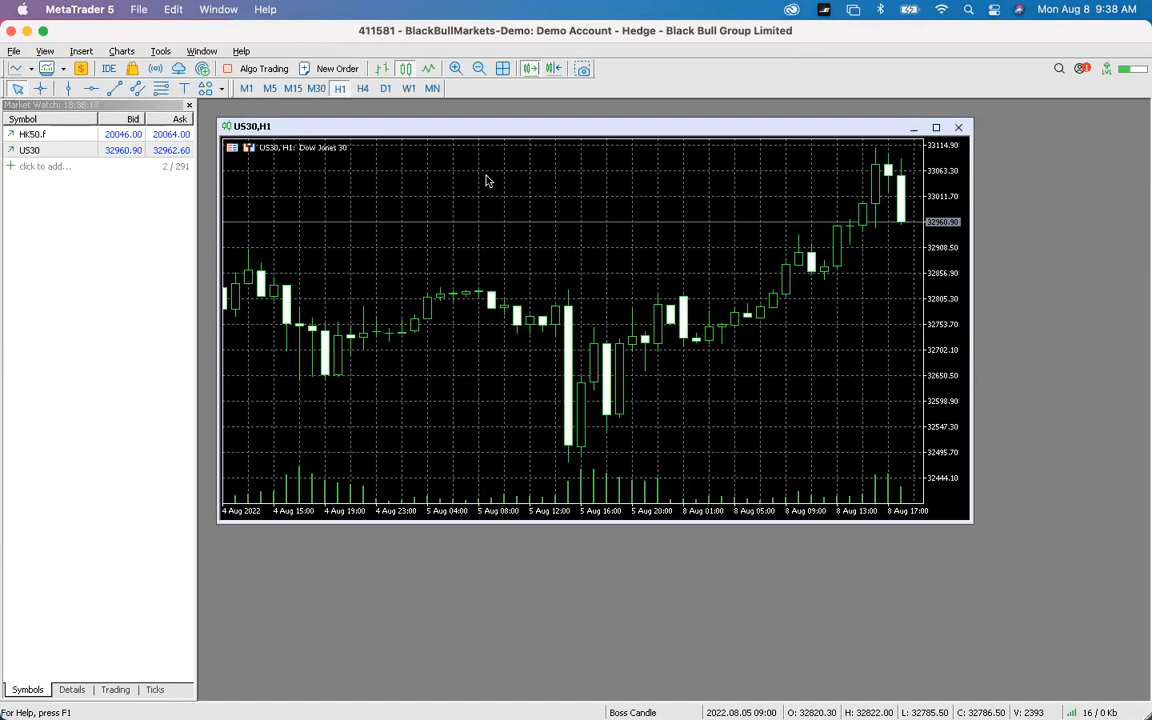 MetaTrader 5 File Edit Window Help Mon Aug 8 9:38 AM
411581 - BlackBullMarkets-Demo: Demo Account - Hedge - Black Bull Group Limited
File View Insert Charts Tools Window Help
IDE Algo Trading New Order LVL
M1 M5 M15 M30 H1 H4 D1 W1 MN
Symbol Bid Ask
HK50.f 20046.00 20064.00
US30 32960.90 32962.60
click to add... 2 / 291
US30,H1
US30, H1: Dow Jones 30
33114.90
33063.30
33011.70
32960.90
32908.50
32856.90
32805.30
32753.70
32702.10
32650.50
32598.90
32547.30
32495.70
32444.10
4 Aug 2022 4 Aug 15:00 4 Aug 19:00 4 Aug 23:00 5 Aug 04:00 5 Aug 08:00 5 Aug 12:00 5 Aug 16:00 5 Aug 20:00 8 Aug 01:00 8 Aug 05:00 8 Aug 09:00 8 Aug 13:00 8 Aug 17:00
Symbols Details Trading Ticks
For Help, press F1 Boss Candle 2022.08.05 09:00 O: 32820.30 H: 32822.00 L: 32785.50 C: 32786.50 V: 2393 16 / 0 Kb